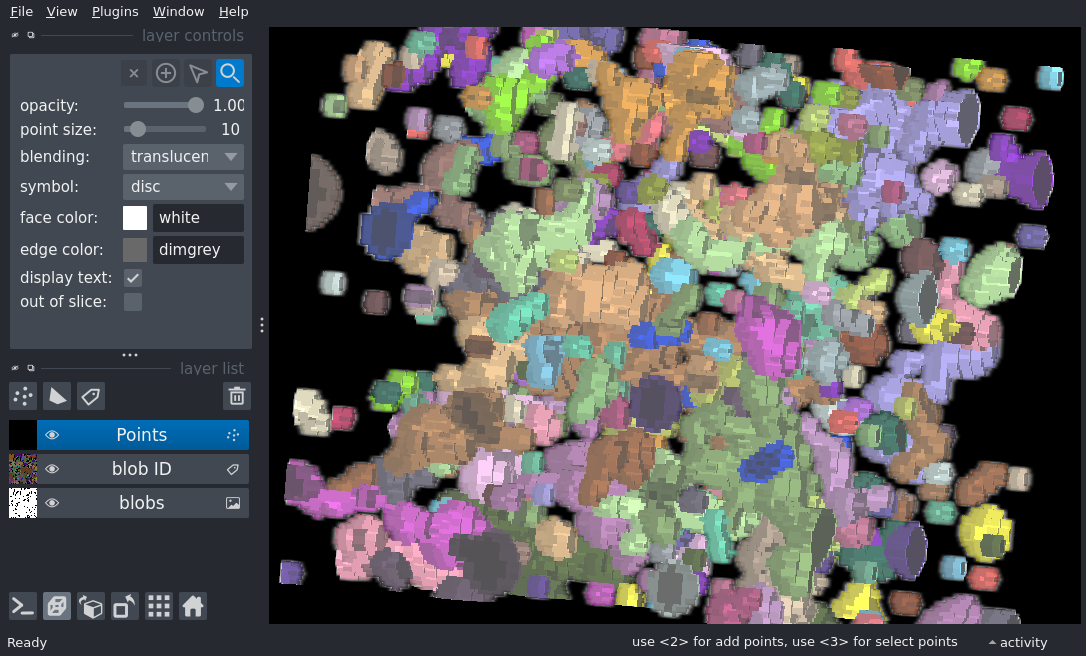 File View Plugins Window Help
layer controls
opacity: 1.00
point size: 10
blending: translucen
symbol: disc
face color: white
edge color: dimgrey
display text:
out of slice:
layer list
Points
blob ID
blobs
Ready
use <2> for add points, use <3> for select points
activity